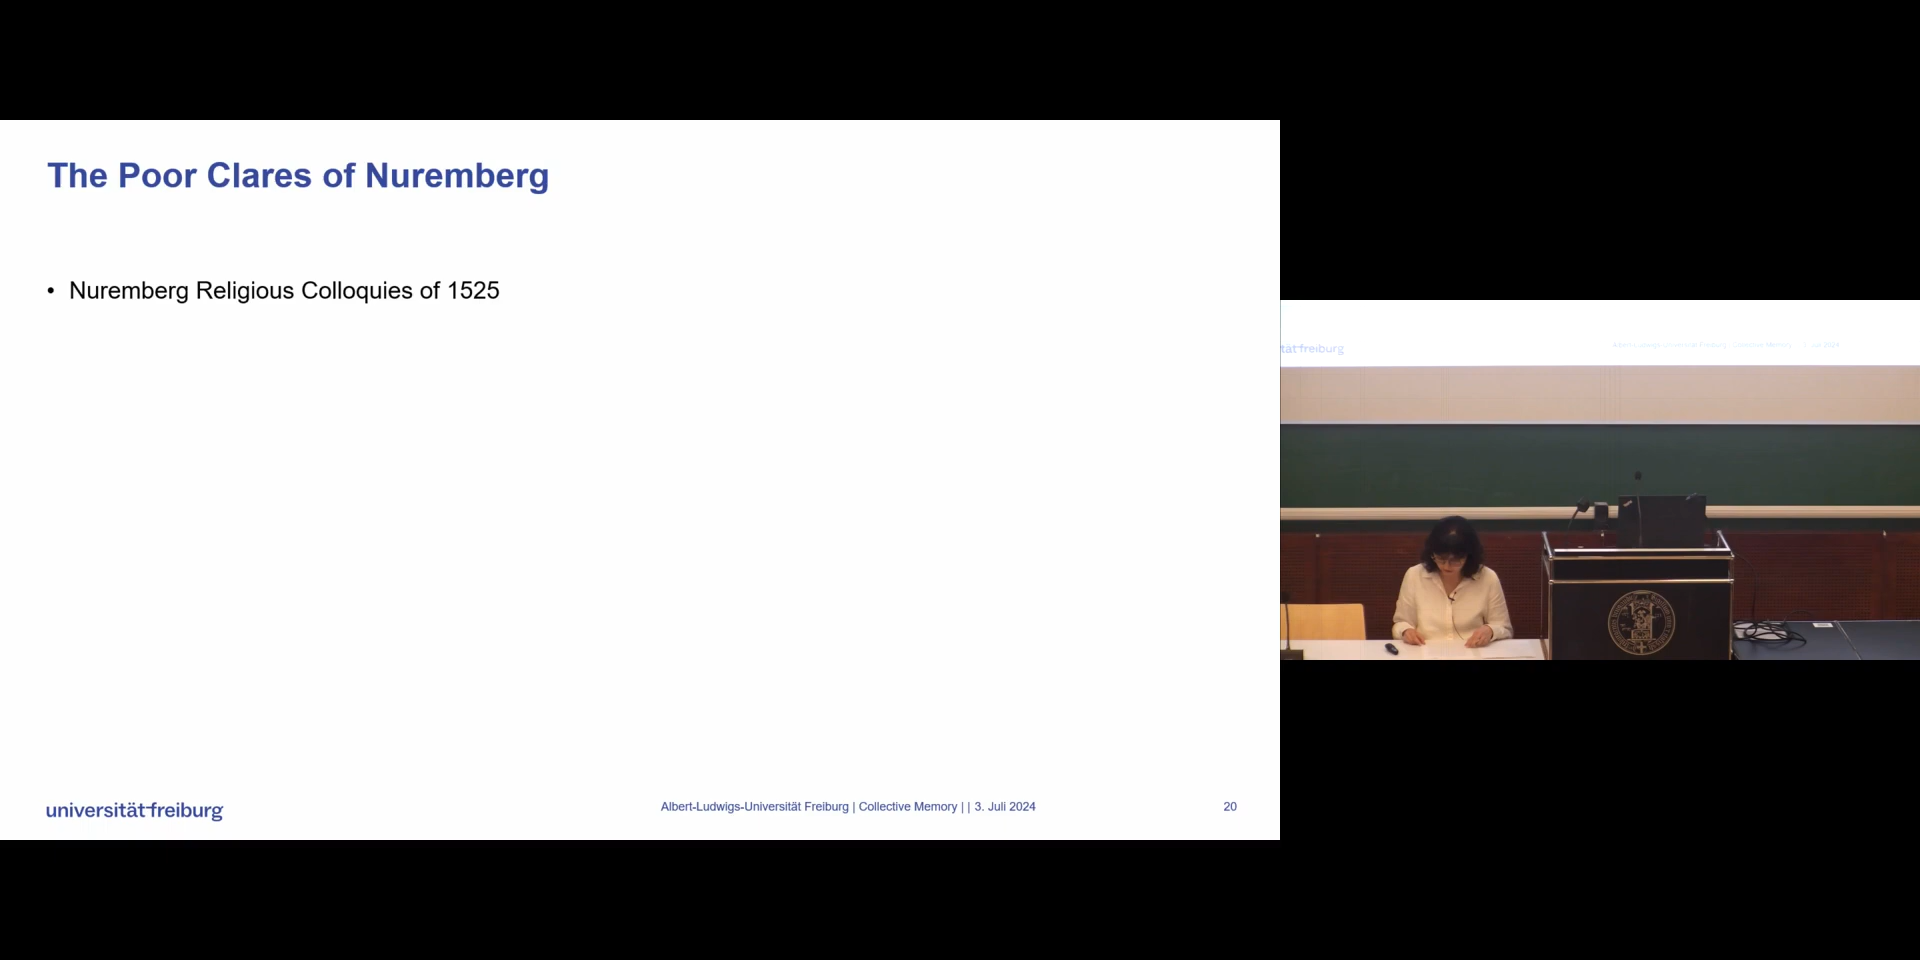 The Poor Clares of Nuremberg
• Nuremberg Religious Colloquies of 1525
universität freiburg
Albert-Ludwigs-Universität Freiburg | Collective Memory | | 3. Juli 2024
20
tät freiburg